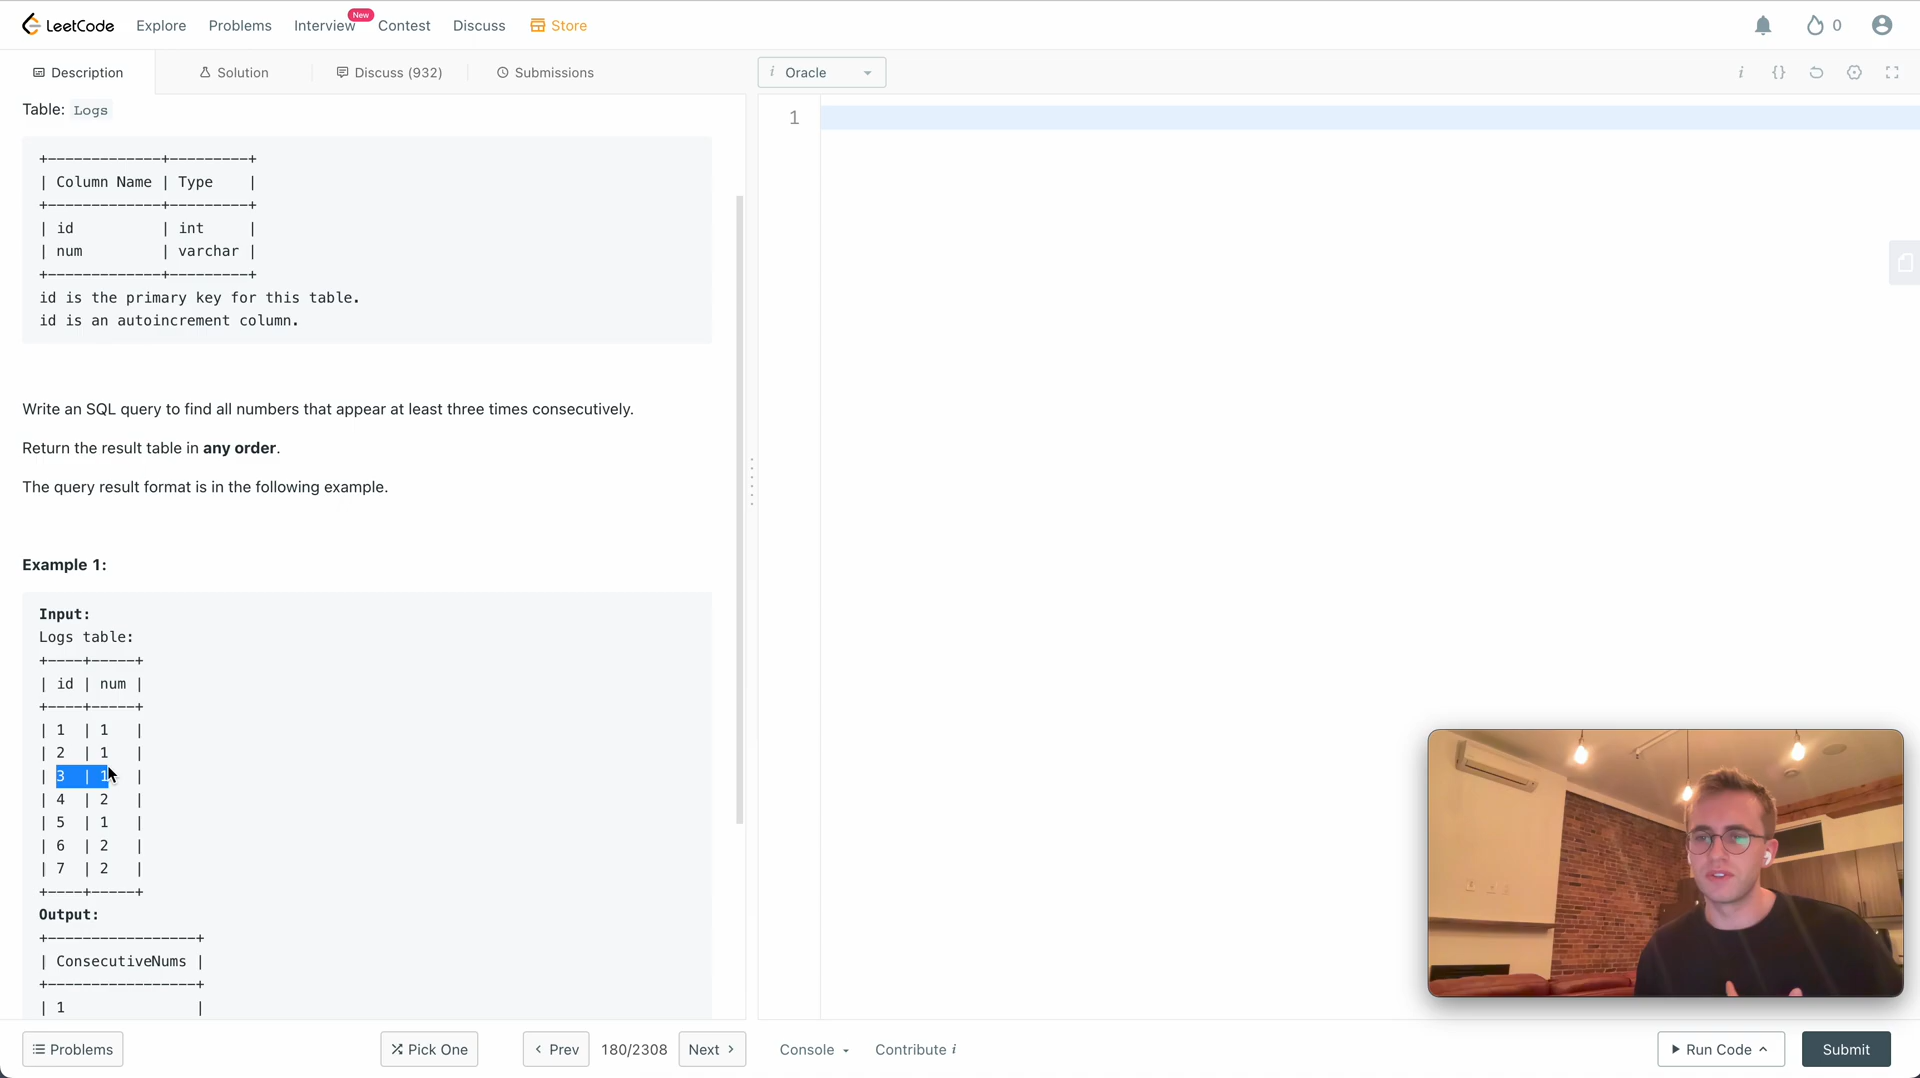 LeetCode Explore Problems Interview New Contest Discuss Store 0
Description Solution Discuss (932) Submissions i Oracle i {}
Table: Logs
+-------------+---------+
| Column Name | Type    |
+-------------+---------+
| id          | int     |
| num         | varchar |
+-------------+---------+
id is the primary key for this table.
id is an autoincrement column.
Write an SQL query to find all numbers that appear at least three times consecutively.
Return the result table in any order.
The query result format is in the following example.
Example 1:
Input:
Logs table:
+----+-----+
| id | num |
+----+-----+
| 1  | 1   |
| 2  | 1   |
| 3  | 1   |
| 4  | 2   |
| 5  | 1   |
| 6  | 2   |
| 7  | 2   |
+----+-----+
Output:
+-----------------+
| ConsecutiveNums |
+-----------------+
| 1               |
1
Problems Pick One Prev 180/2308 Next Console Contribute i Run Code Submit